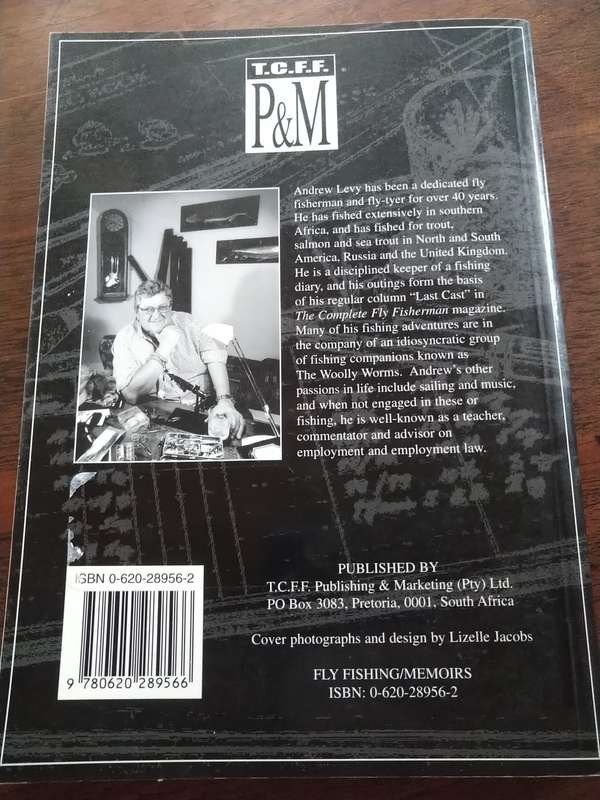 T.C.F.F.
P&M
Andrew Levy has been a dedicated fly
fisherman and fly-tyer for over 40 years.
He has fished extensively in southern
Africa, and has fished for trout,
salmon and sea trout in North and South
America, Russia and the United Kingdom.
He is a disciplined keeper of a fishing
diary, and his outings form the basis
of his regular column “Last Cast” in
The Complete Fly Fisherman magazine.
Many of his fishing adventures are in
the company of an idiosyncratic group
of fishing companions known as
The Woolly Worms. Andrew’s other
passions in life include sailing and music,
and when not engaged in these or
fishing, he is well-known as a teacher,
commentator and advisor on
employment and employment law.
ISBN 0-620-28956-2
9 780620 289566
PUBLISHED BY
T.C.F.F. Publishing & Marketing (Pty) Ltd.
PO Box 3083, Pretoria, 0001, South Africa
Cover photographs and design by Lizelle Jacobs
FLY FISHING/MEMOIRS
ISBN: 0-620-28956-2